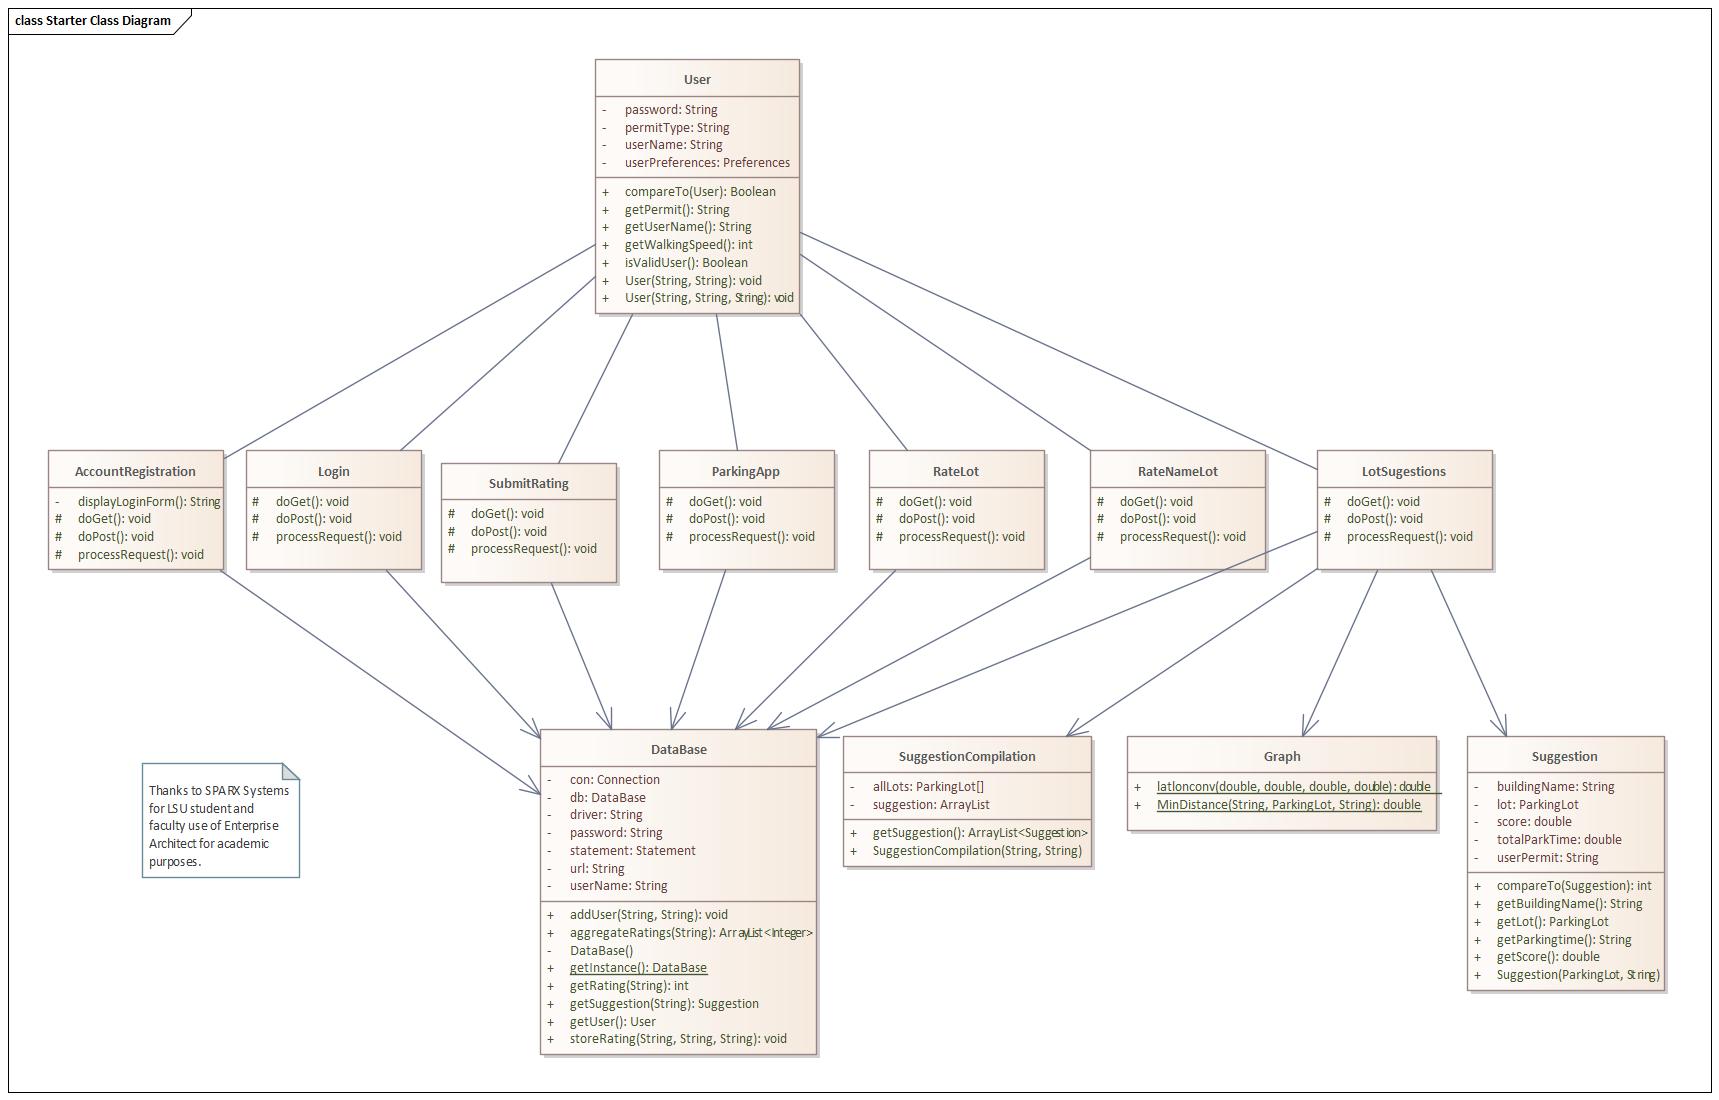 class Starter Class Diagram
User
- password: String
- permitType: String
- userName: String
- userPreferences: Preferences
+ compareTo(User): Boolean
+ getPermit(): String
+ getUserName(): String
+ getWalkingSpeed(): int
+ isValidUser(): Boolean
+ User(String, String): void
+ User(String, String, String): void
AccountRegistration
- displayLoginForm(): String
# doGet(): void
# doPost(): void
# processRequest(): void
Login
# doGet(): void
# doPost(): void
# processRequest(): void
SubmitRating
# doGet(): void
# doPost(): void
# processRequest(): void
ParkingApp
# doGet(): void
# doPost(): void
# processRequest(): void
RateLot
# doGet(): void
# doPost(): void
# processRequest(): void
RateNameLot
# doGet(): void
# doPost(): void
# processRequest(): void
LotSugestions
# doGet(): void
# doPost(): void
# processRequest(): void
Thanks to SPARX Systems
for LSU student and
faculty use of Enterprise
Architect for academic
purposes.
DataBase
- con: Connection
- db: DataBase
- driver: String
- password: String
- statement: Statement
- url: String
- userName: String
+ addUser(String, String): void
+ aggregateRatings(String): ArrayList<Integer>
- DataBase()
+ getInstance(): DataBase
+ getRating(String): int
+ getSuggestion(String): Suggestion
+ getUser(): User
+ storeRating(String, String, String): void
SuggestionCompilation
- allLots: ParkingLot[]
- suggestion: ArrayList
+ getSuggestion(): ArrayList<Suggestion>
+ SuggestionCompilation(String, String)
Graph
+ latlonconv(double, double, double, double): double
+ MinDistance(String, ParkingLot, String): double
Suggestion
- buildingName: String
- lot: ParkingLot
- score: double
- totalParkTime: double
- userPermit: String
+ compareTo(Suggestion): int
+ getBuildingName(): String
+ getLot(): ParkingLot
+ getParkingtime(): String
+ getScore(): double
+ Suggestion(ParkingLot, String)